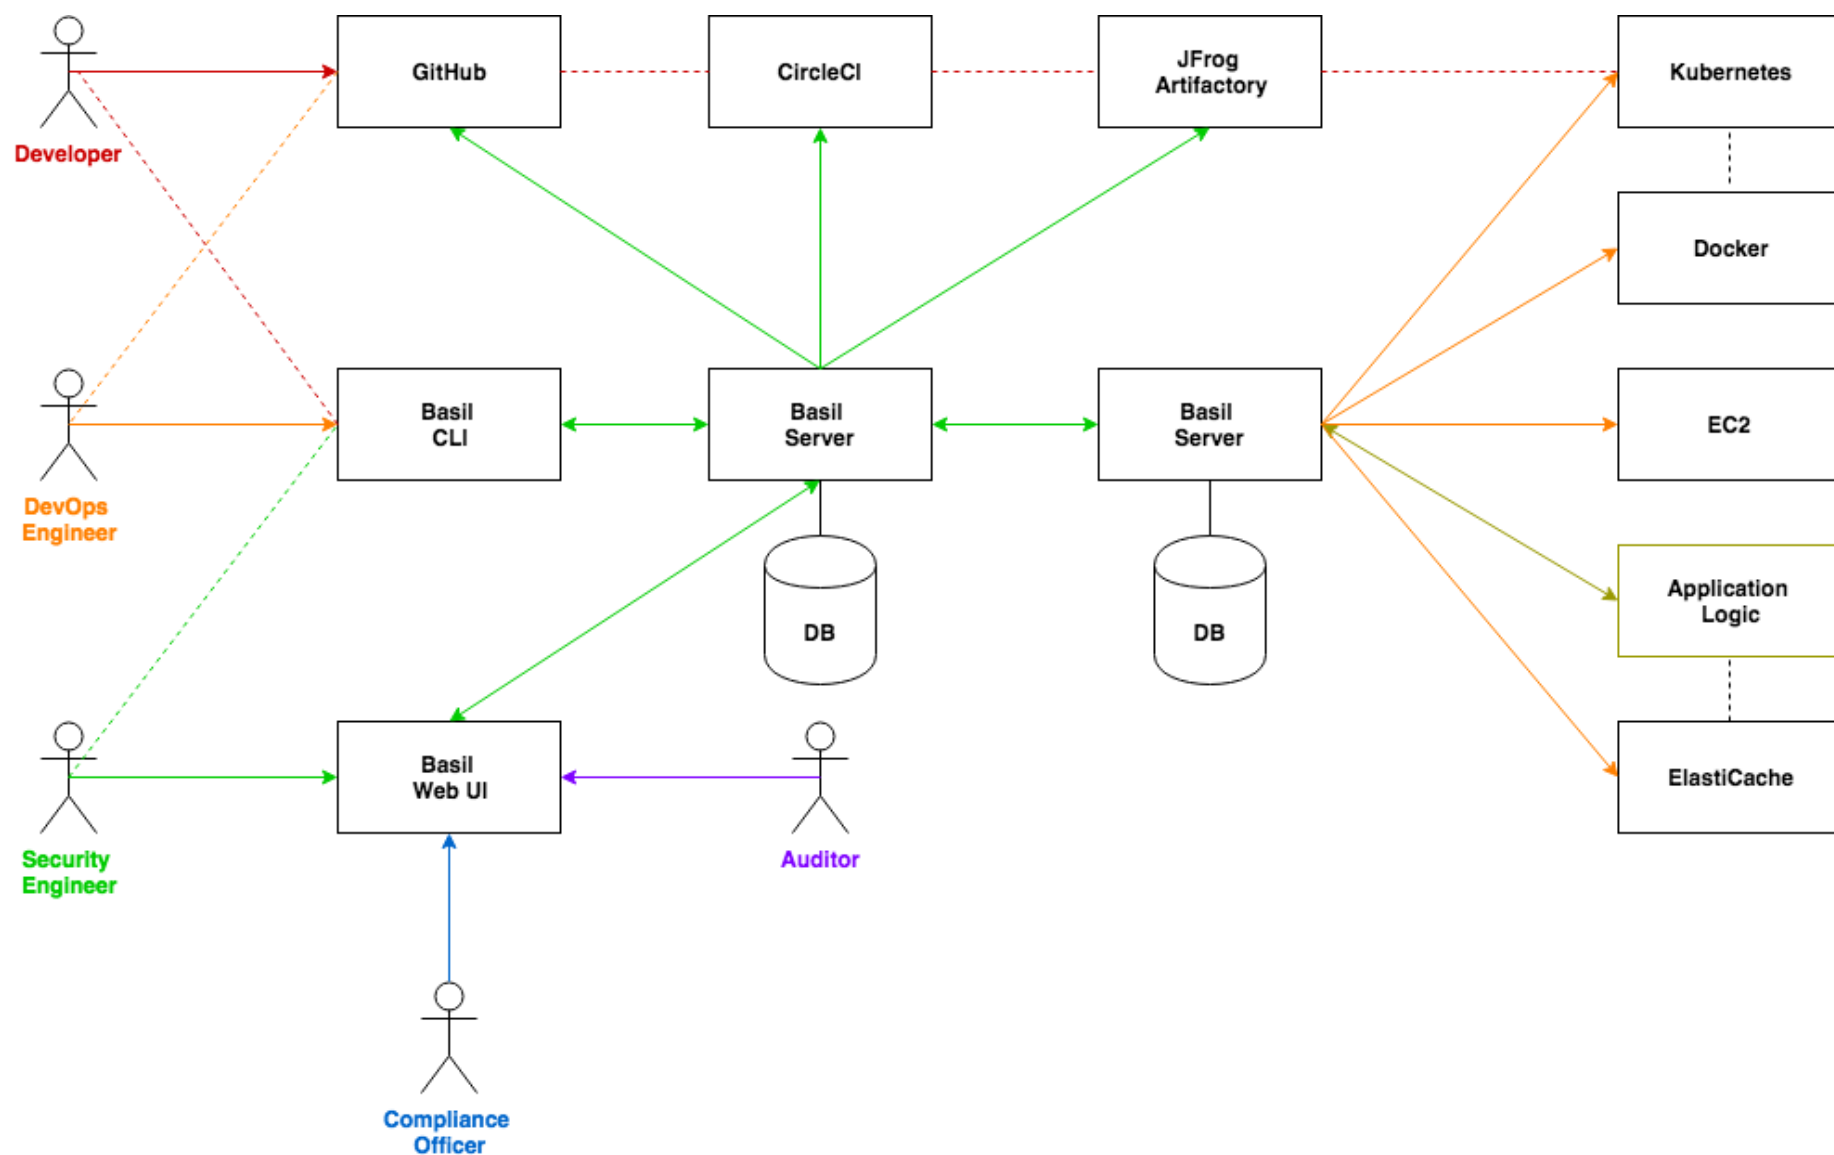 GitHub
CircleCI
JFrog
Artifactory
Kubernetes
Developer
Docker
Basil
CLI
Basil
Server
Basil
Server
EC2
DevOps
Engineer
Application
Logic
DB
DB
Basil
Web UI
ElastiCache
Security
Engineer
Auditor
Compliance
Officer